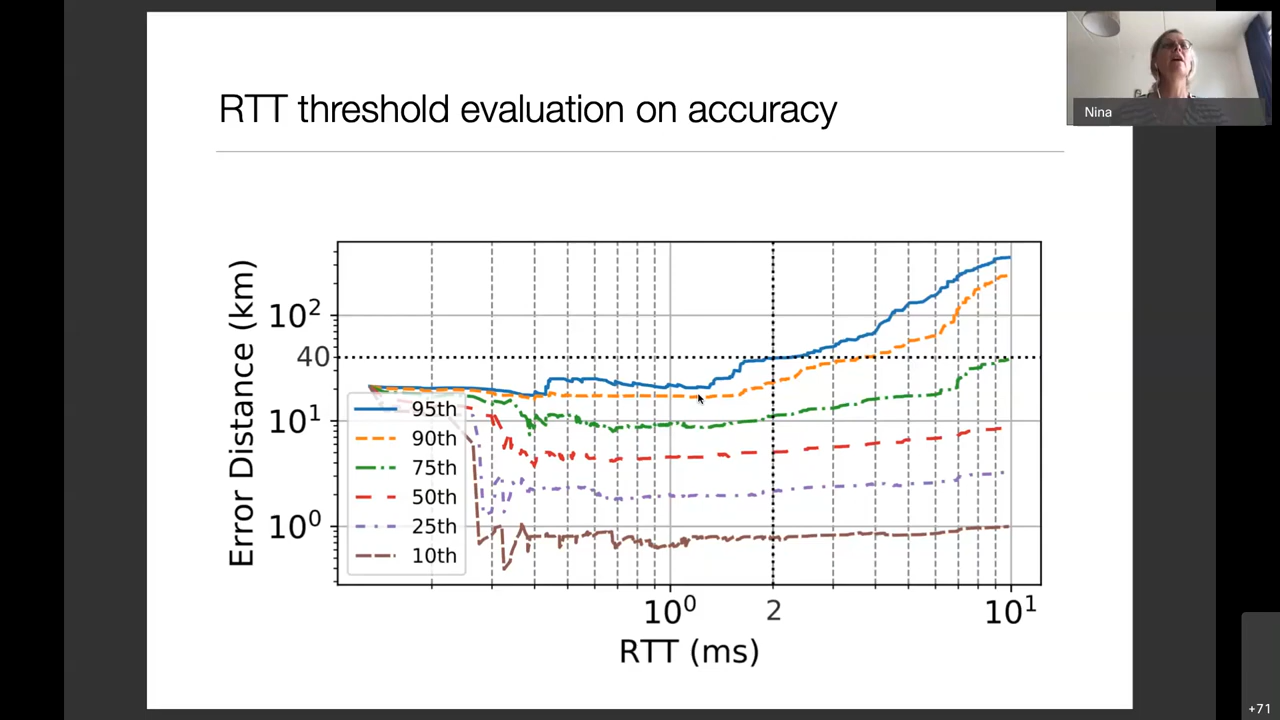 RTT threshold evaluation on accuracy
Nina
Error Distance (km)
10²
40
10¹
10⁰
95th
90th
75th
50th
25th
10th
10⁰
2
10¹
RTT (ms)
+71